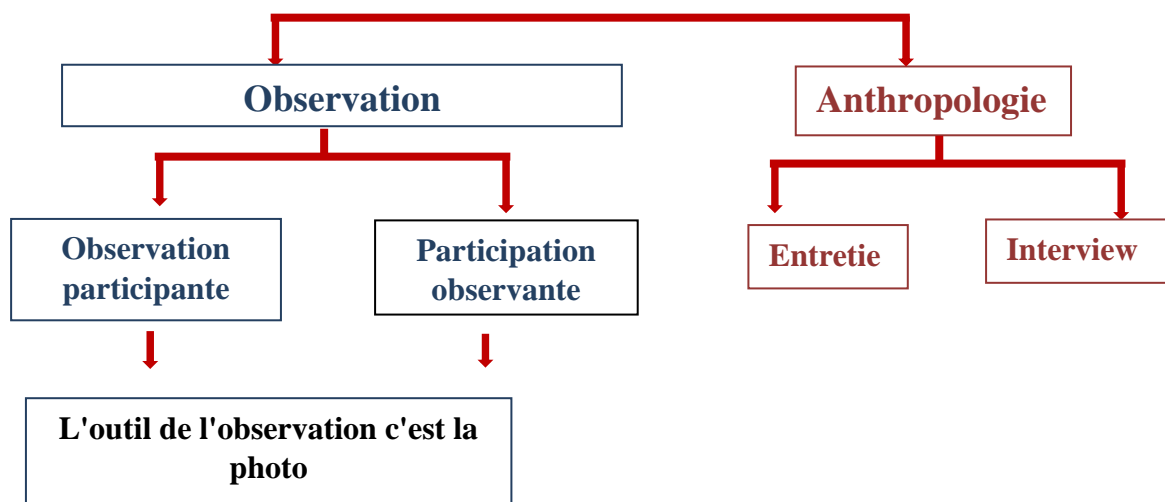 Observation
Anthropologie
Observation
participante
Participation
observante
Entretie
Interview
L'outil de l'observation c'est la
photo